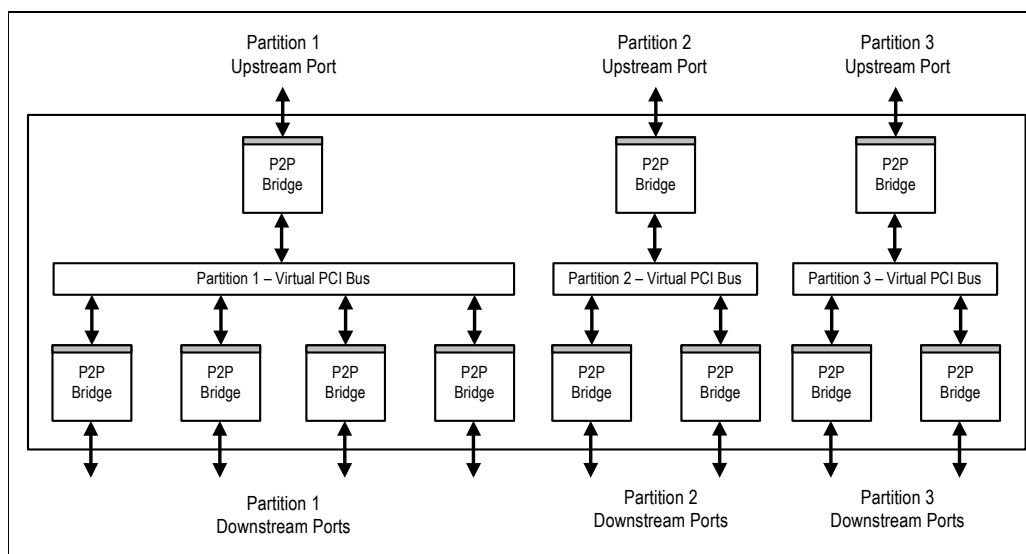 Partition 1
Upstream Port
Partition 2
Upstream Port
Partition 3
Upstream Port
P2P
Bridge
P2P
Bridge
P2P
Bridge
Partition 1 – Virtual PCI Bus
Partition 2 – Virtual PCI Bus
Partition 3 – Virtual PCI Bus
P2P
Bridge
P2P
Bridge
P2P
Bridge
P2P
Bridge
P2P
Bridge
P2P
Bridge
P2P
Bridge
P2P
Bridge
Partition 1
Downstream Ports
Partition 2
Downstream Ports
Partition 3
Downstream Ports